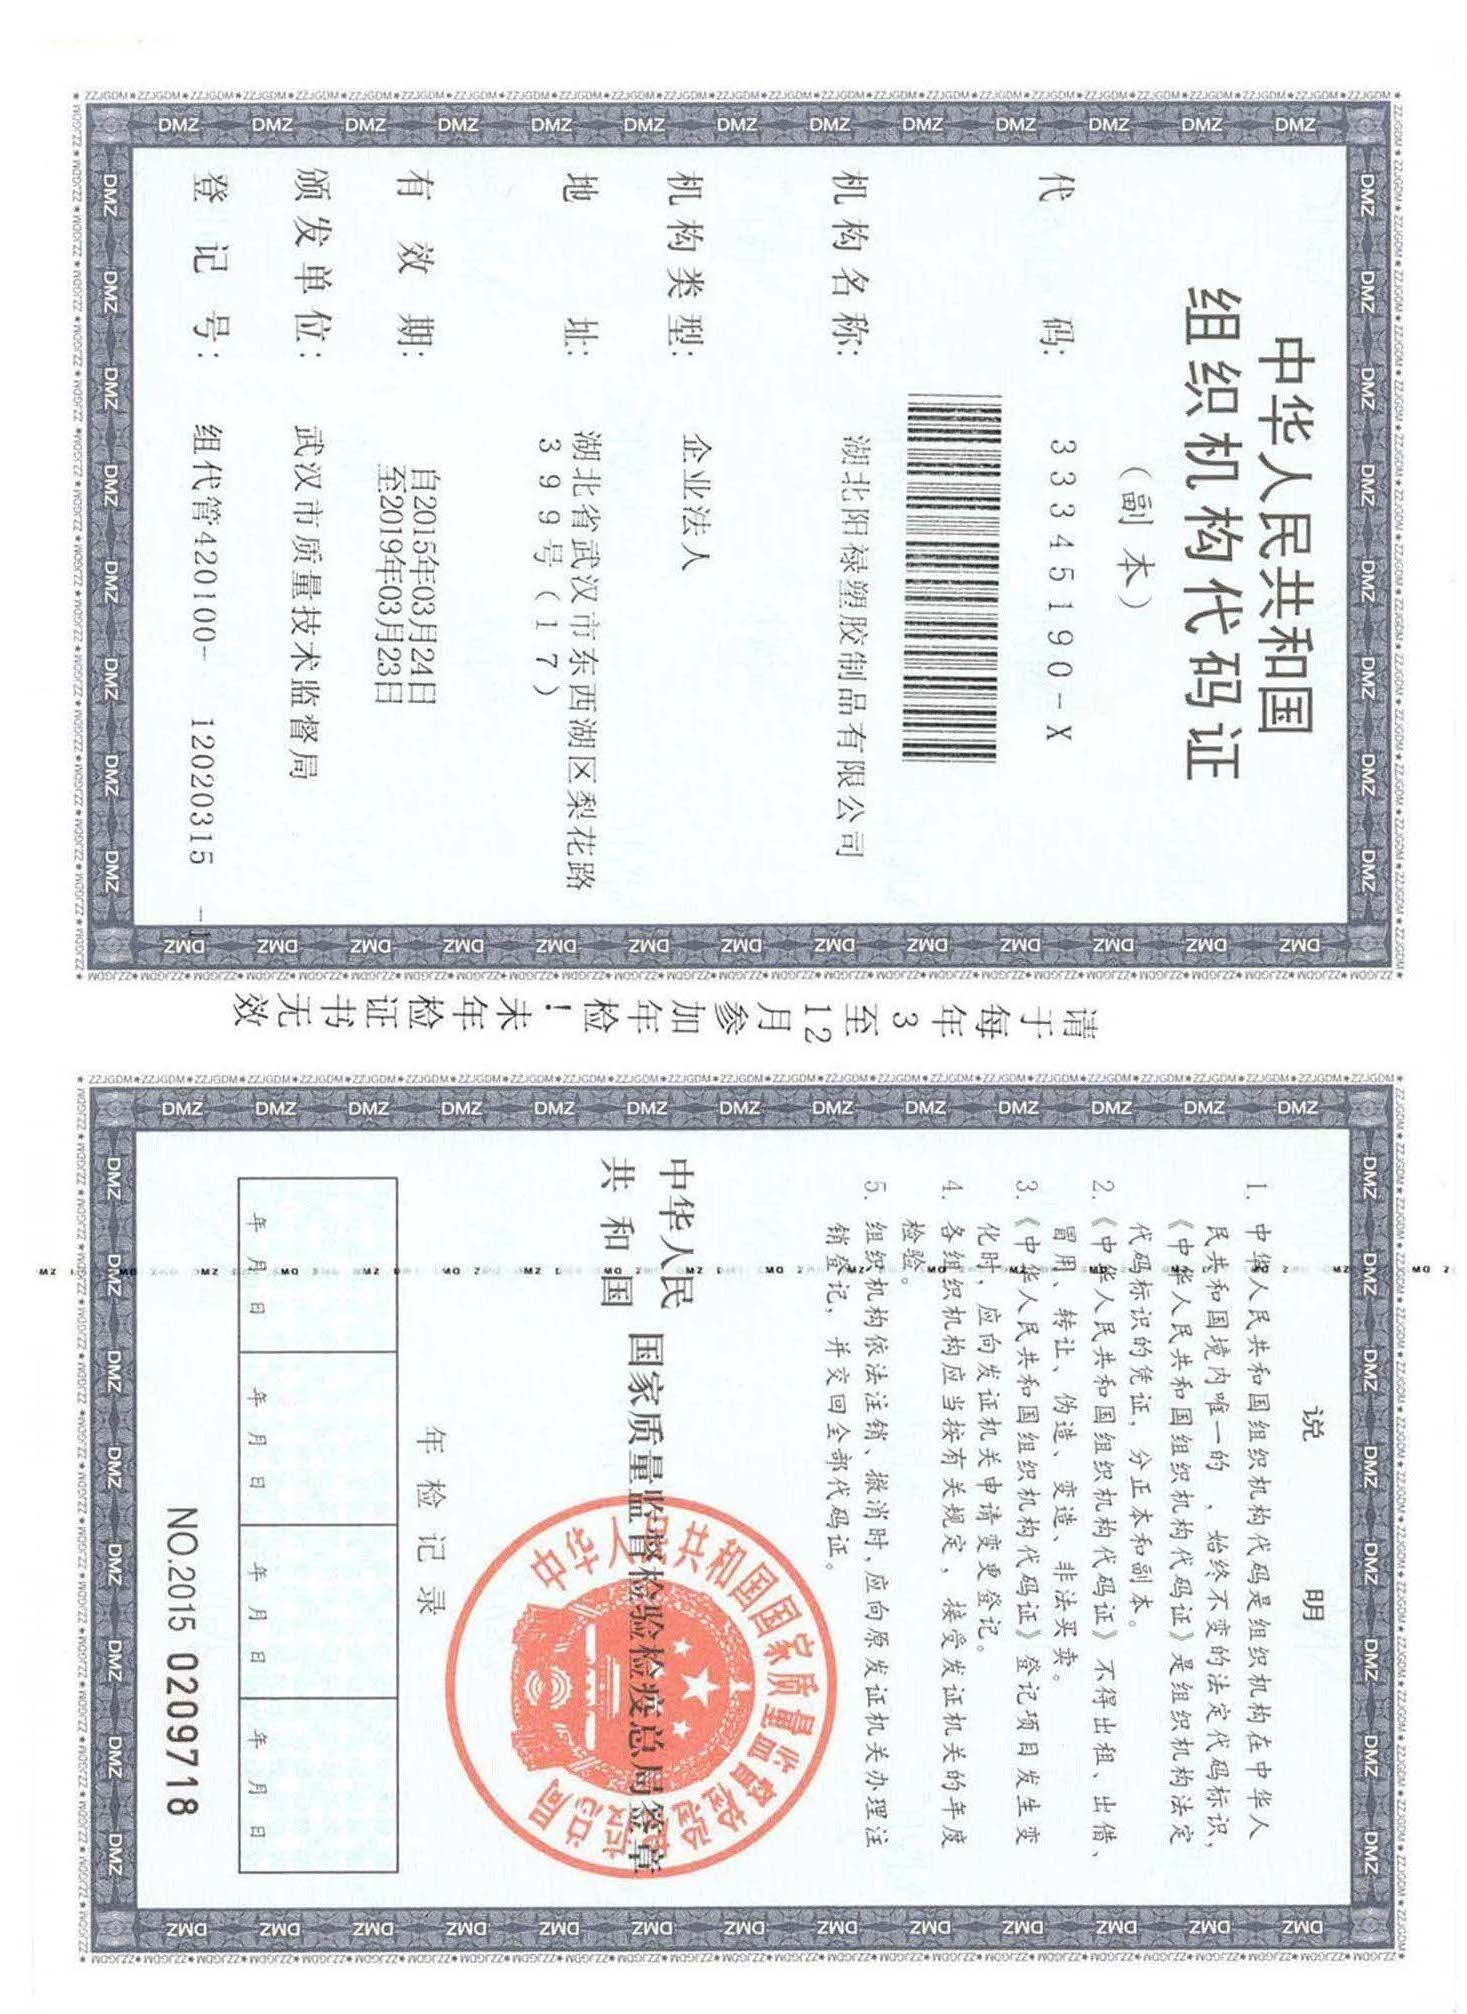 中华人民共和国
组织机构代码证
（副本）
代码: 33345190-X
机构名称: 湖北阳禄塑胶制品有限公司
机构类型: 企业法人
地址: 湖北省武汉市东西湖区梨花路
399号（17）
有效期: 自2015年03月24日
至2019年03月23日
颁发单位: 武汉市质量技术监督局
登记号: 组代管420100- 12020315 -1
请于每年3至12月参加年检！未年检证书无效
说明
1. 中华人民共和国组织机构代码是组织机构在中华人
民共和国境内唯一的、始终不变的法定代码标识，
《中华人民共和国组织机构代码证》是组织机构法定
代码标识的凭证，分正本和副本。
2. 《中华人民共和国组织机构代码证》不得出租、出借、
冒用、转让、伪造、变造、非法买卖。
3. 《中华人民共和国组织机构代码证》登记项目发生变
化时，应向发证机关申请变更登记。
4. 各组织机构应当按有关规定，接受发证机关的年度
检验。
5. 组织机构依法注销、撤消时，应向原发证机关办理注
销登记，并交回全部代码证。
中华人民
共和国
国家质量监督检验检疫总局签章
中华人民共和国国家质量监督检验检疫总局
年检记录
年 月 日
年 月 日
年 月 日
年 月 日
NO.2015 0209718